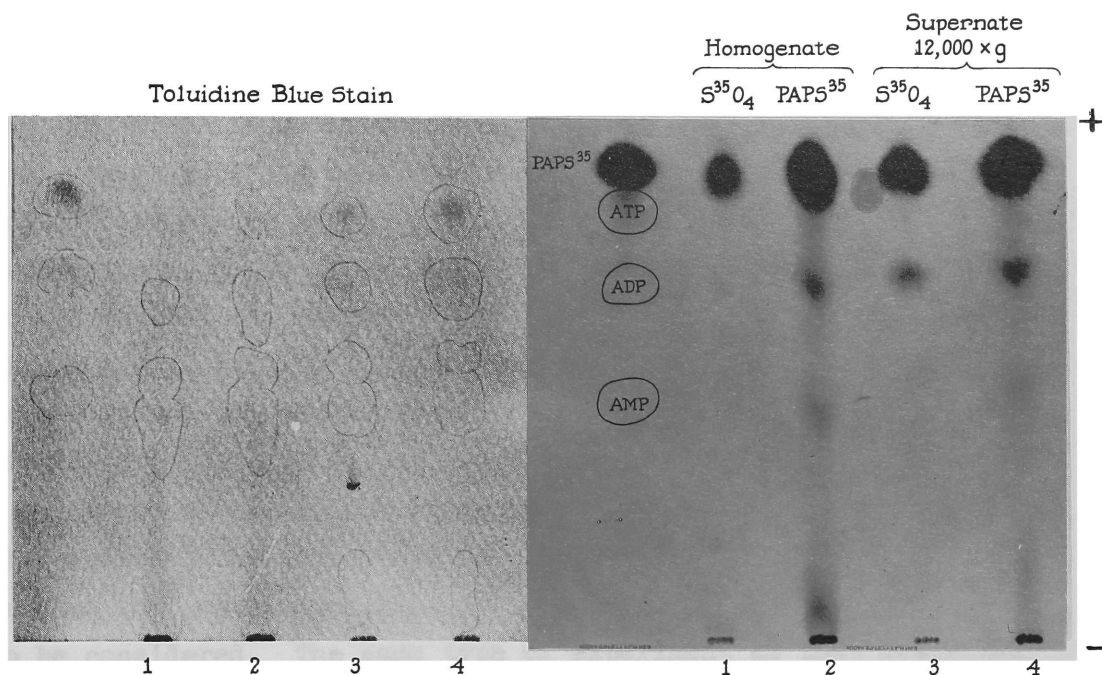 Supernate
12,000 × g
Homogenate
Toluidine Blue Stain
S³⁵O₄ PAPS³⁵ S³⁵O₄ PAPS³⁵
+
PAPS³⁵
ATP
ADP
AMP
−
1 2 3 4 1 2 3 4